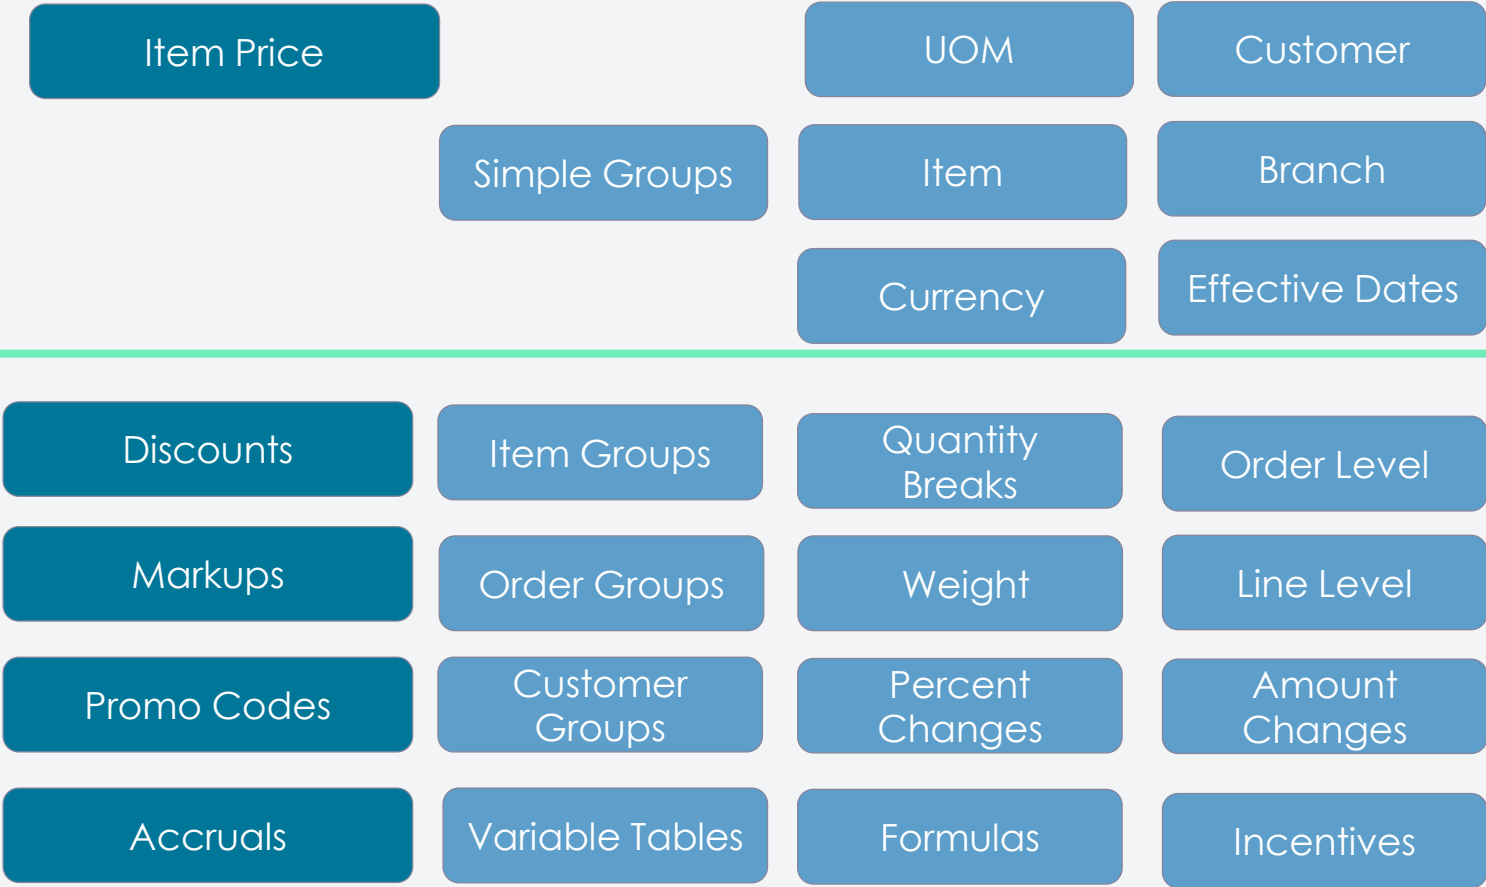 Item Price
UOM
Customer
Simple Groups
Item
Branch
Currency
Effective Dates
Discounts
Item Groups
Quantity
Breaks
Order Level
Markups
Order Groups
Weight
Line Level
Promo Codes
Customer
Groups
Percent
Changes
Amount
Changes
Accruals
Variable Tables
Formulas
Incentives